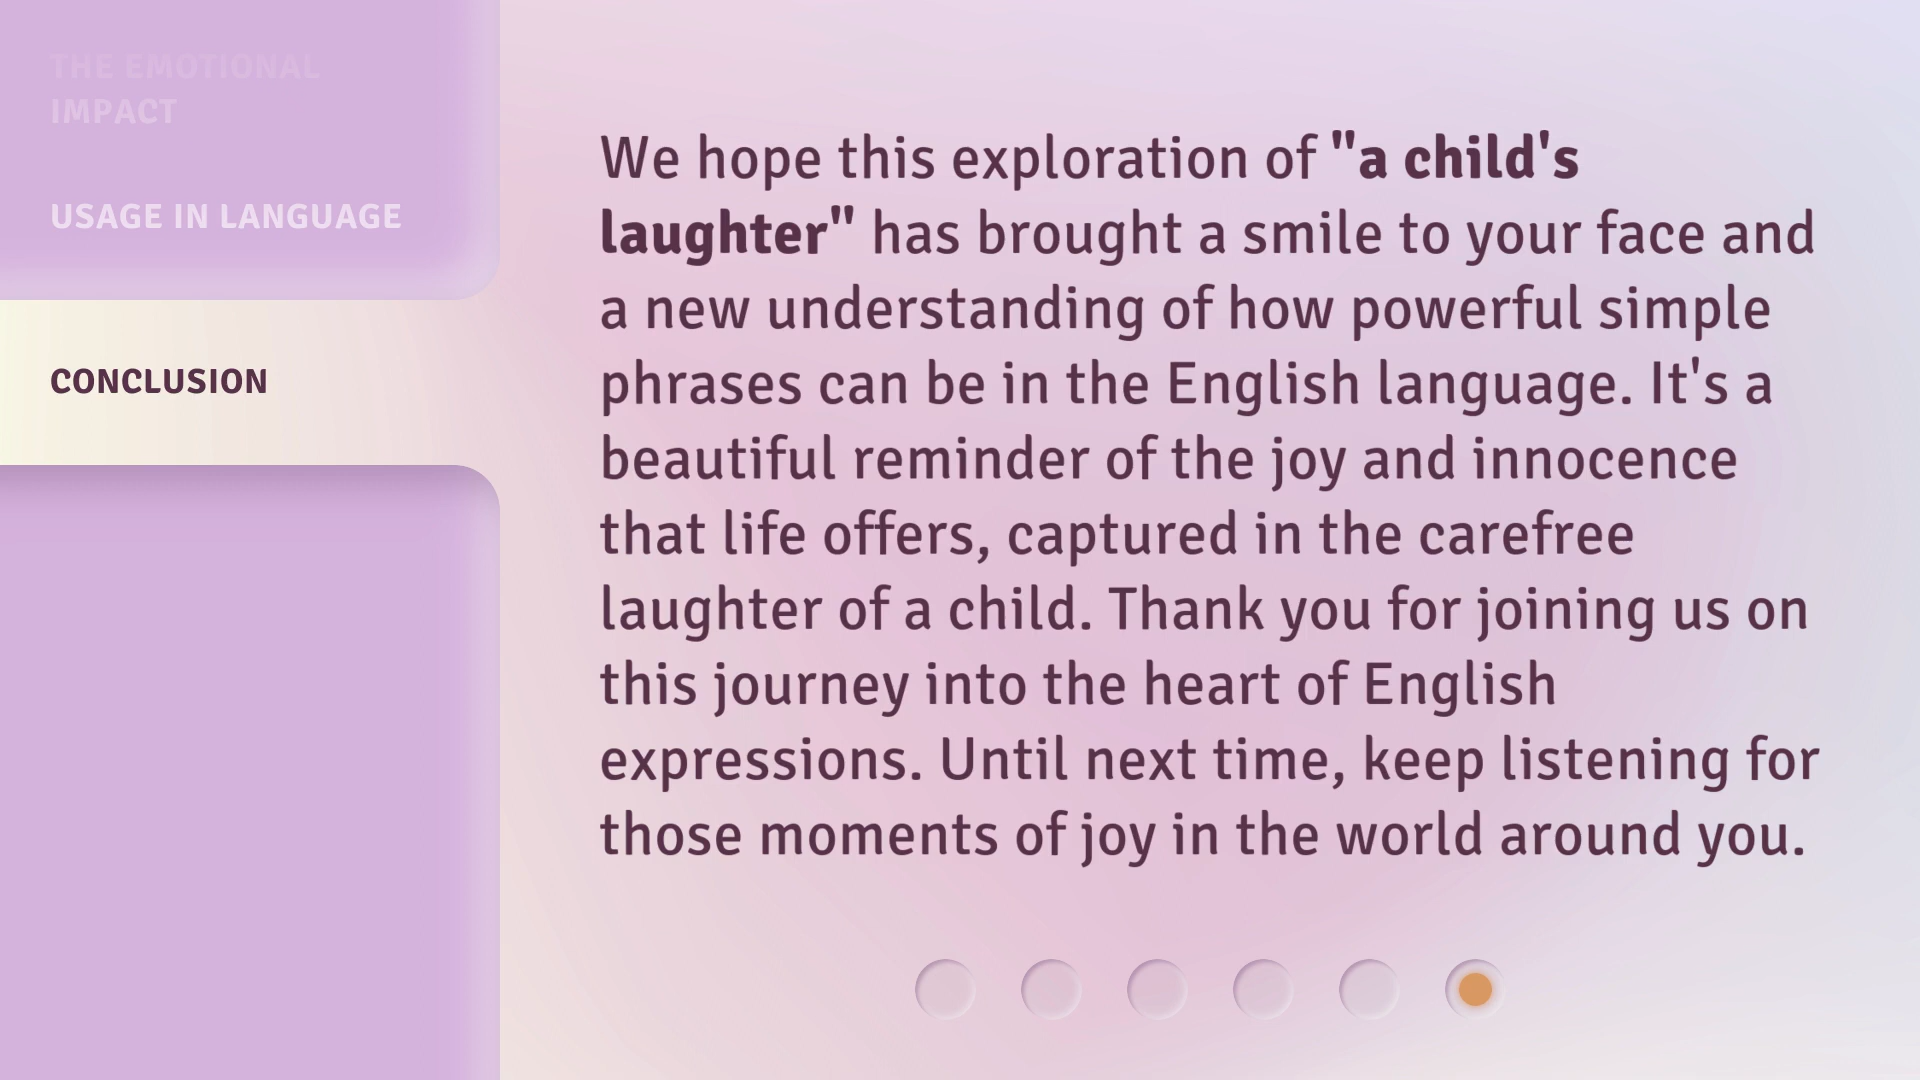 THE EMOTIONAL
IMPACT
USAGE IN LANGUAGE
CONCLUSION
We hope this exploration of "a child's
laughter" has brought a smile to your face and
a new understanding of how powerful simple
phrases can be in the English language. It's a
beautiful reminder of the joy and innocence
that life offers, captured in the carefree
laughter of a child. Thank you for joining us on
this journey into the heart of English
expressions. Until next time, keep listening for
those moments of joy in the world around you.